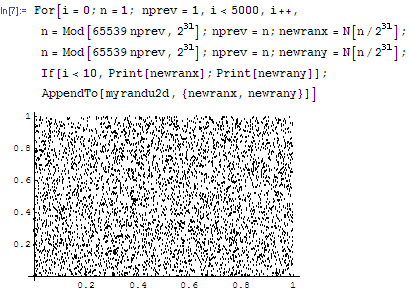 In[7]:= For[i = 0; n = 1; nprev = 1, i < 5000, i++,
n = Mod[65539 nprev, 2^31]; nprev = n; newranx = N[n / 2^31];
n = Mod[65539 nprev, 2^31]; nprev = n; newrany = N[n / 2^31];
If[i < 10, Print[newranx]; Print[newrany]];
AppendTo[myrandu2d, {newranx, newrany}]]
1
0.8
0.6
0.4
0.2
0.2 0.4 0.6 0.8 1